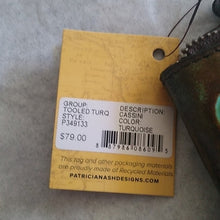 GROUP: DESCRIPTION:
TOOLED TURQ CASSINI
STYLE: COLOR:
P349133 TURQUOISE
$79.00
This tag and other packaging materials
are proudly made of Recycled Materials
PATRICIANASHDESIGNS.COM